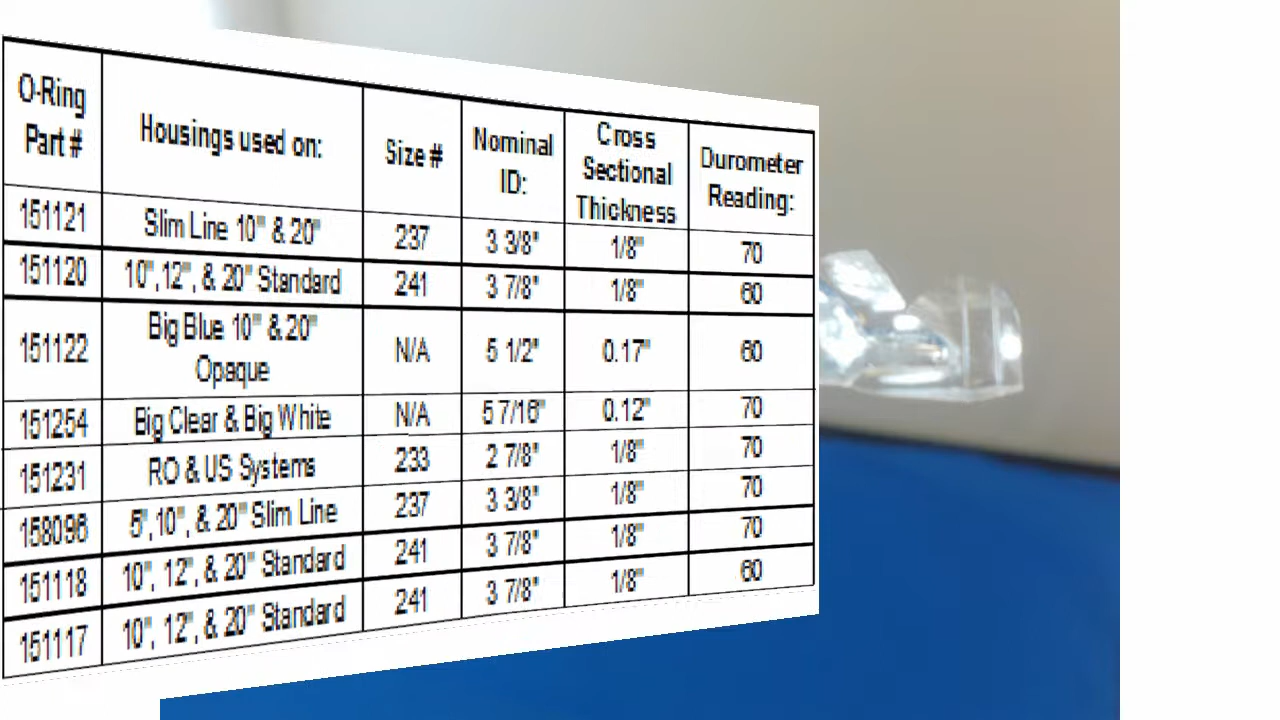 O-Ring Part # Housings used on: Size # Nominal ID: Cross Sectional Thickness Durometer Reading:
151121 Slim Line 10" & 20" 237 3 3/8" 1/8" 70
151120 10",12", & 20" Standard 241 3 7/8" 1/8" 60
151122 Big Blue 10" & 20" Opaque N/A 5 1/2" 0.17" 60
151254 Big Clear & Big White N/A 5 7/16" 0.12" 70
151231 RO & US Systems 233 2 7/8" 1/8" 70
158096 5",10", & 20" Slim Line 237 3 3/8" 1/8" 70
151118 10", 12", & 20" Standard 241 3 7/8" 1/8" 70
151117 10", 12", & 20" Standard 241 3 7/8" 1/8" 60